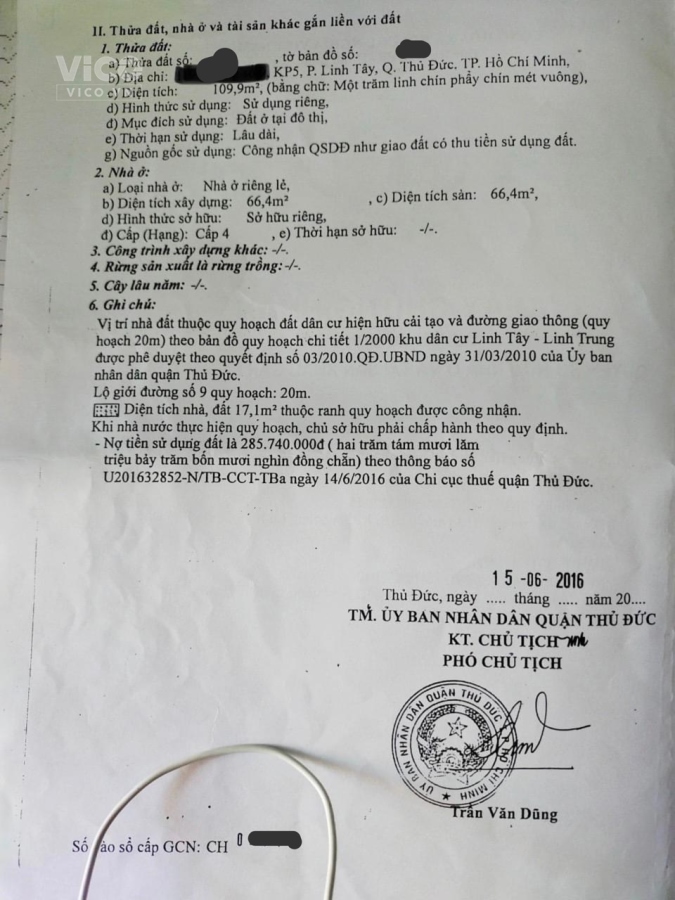 II. Thửa đất, nhà ở và tài sản khác gắn liền với đất
1. Thửa đất:
a) Thửa đất số: , tờ bản đồ số:
b) Địa chỉ: KP5, P. Linh Tây, Q. Thủ Đức, TP. Hồ Chí Minh,
c) Diện tích: 109,9m², (bằng chữ: Một trăm linh chín phẩy chín mét vuông),
d) Hình thức sử dụng: Sử dụng riêng,
đ) Mục đích sử dụng: Đất ở tại đô thị,
e) Thời hạn sử dụng: Lâu dài,
g) Nguồn gốc sử dụng: Công nhận QSDĐ như giao đất có thu tiền sử dụng đất.
2. Nhà ở:
a) Loại nhà ở: Nhà ở riêng lẻ,
b) Diện tích xây dựng: 66,4m² , c) Diện tích sàn: 66,4m²,
d) Hình thức sở hữu: Sở hữu riêng,
đ) Cấp (Hạng): Cấp 4 , e) Thời hạn sở hữu: -/-.
3. Công trình xây dựng khác: -/-.
4. Rừng sản xuất là rừng trồng:-/-.
5. Cây lâu năm: -/-.
6. Ghi chú:
Vị trí nhà đất thuộc quy hoạch đất dân cư hiện hữu cải tạo và đường giao thông (quy
hoạch 20m) theo bản đồ quy hoạch chi tiết 1/2000 khu dân cư Linh Tây - Linh Trung
được phê duyệt theo quyết định số 03/2010.QĐ.UBND ngày 31/03/2010 của Ủy ban
nhân dân quận Thủ Đức.
Lộ giới đường số 9 quy hoạch: 20m.
Diện tích nhà, đất 17,1m² thuộc ranh quy hoạch được công nhận.
Khi nhà nước thực hiện quy hoạch, chủ sở hữu phải chấp hành theo quy định.
- Nợ tiền sử dụng đất là 285.740.000đ ( hai trăm tám mươi lăm
triệu bảy trăm bốn mươi nghìn đồng chẵn) theo thông báo số
U201632852-N/TB-CCT-TBa ngày 14/6/2016 của Chi cục thuế quận Thủ Đức.
15 -06- 2016
Thủ Đức, ngày ..... tháng ..... năm 20....
TM. ỦY BAN NHÂN DÂN QUẬN THỦ ĐỨC
KT. CHỦ TỊCH
PHÓ CHỦ TỊCH
ỦY BAN NHÂN DÂN QUẬN THỦ ĐỨC
Trần Văn Dũng
Số vào sổ cấp GCN: CH 0